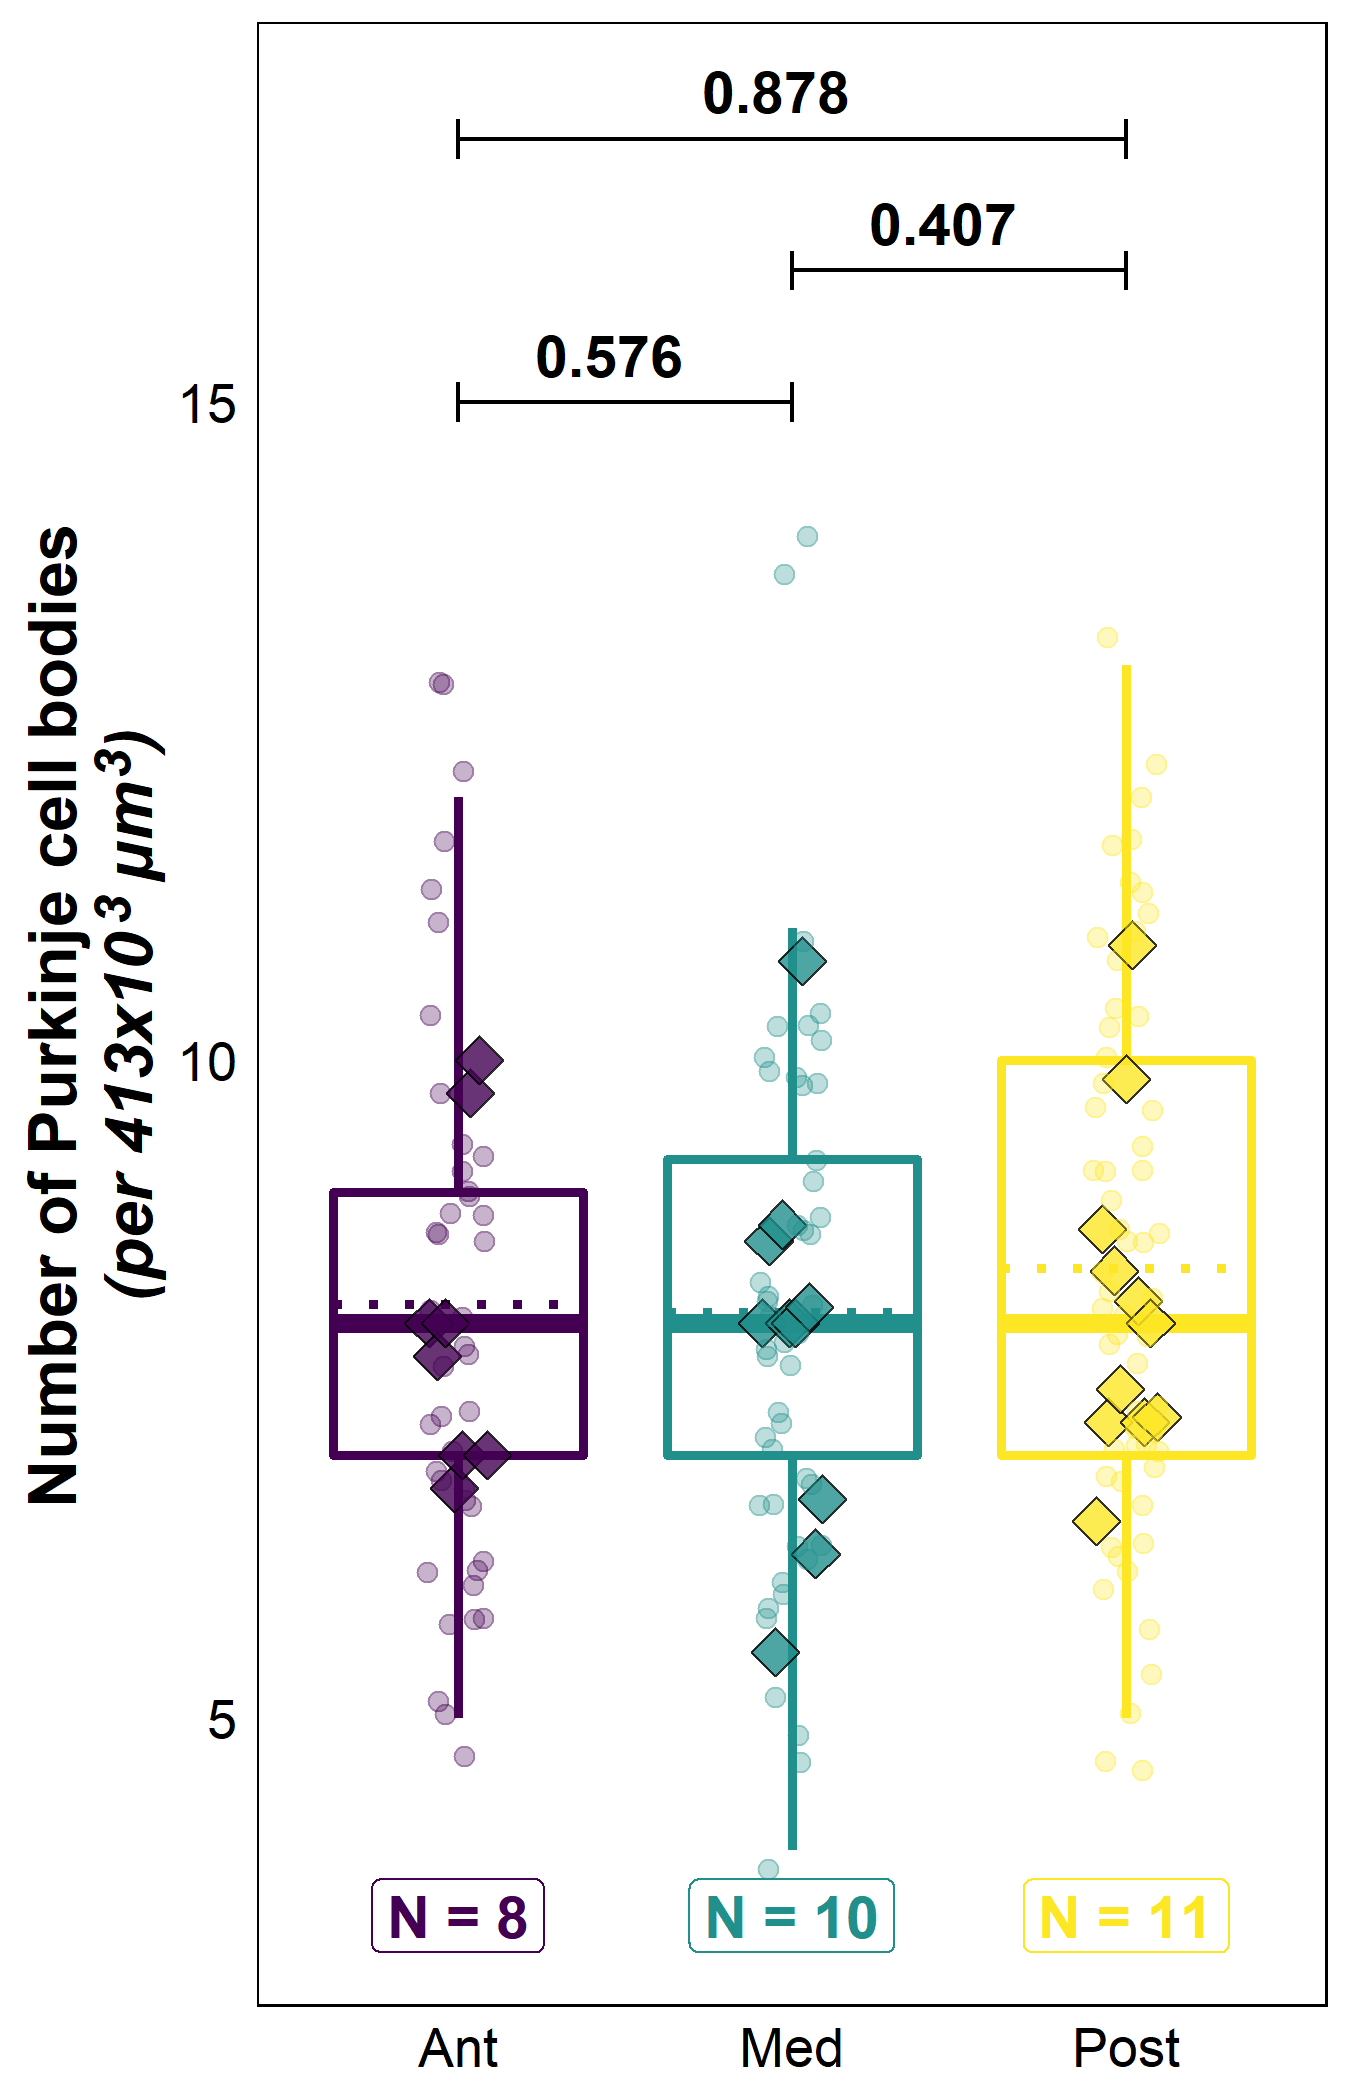 0.878
0.407
0.576
15
10
5
Number of Purkinje cell bodies
(per 413x10³ µm³)
N = 8
N = 10
N = 11
Ant
Med
Post